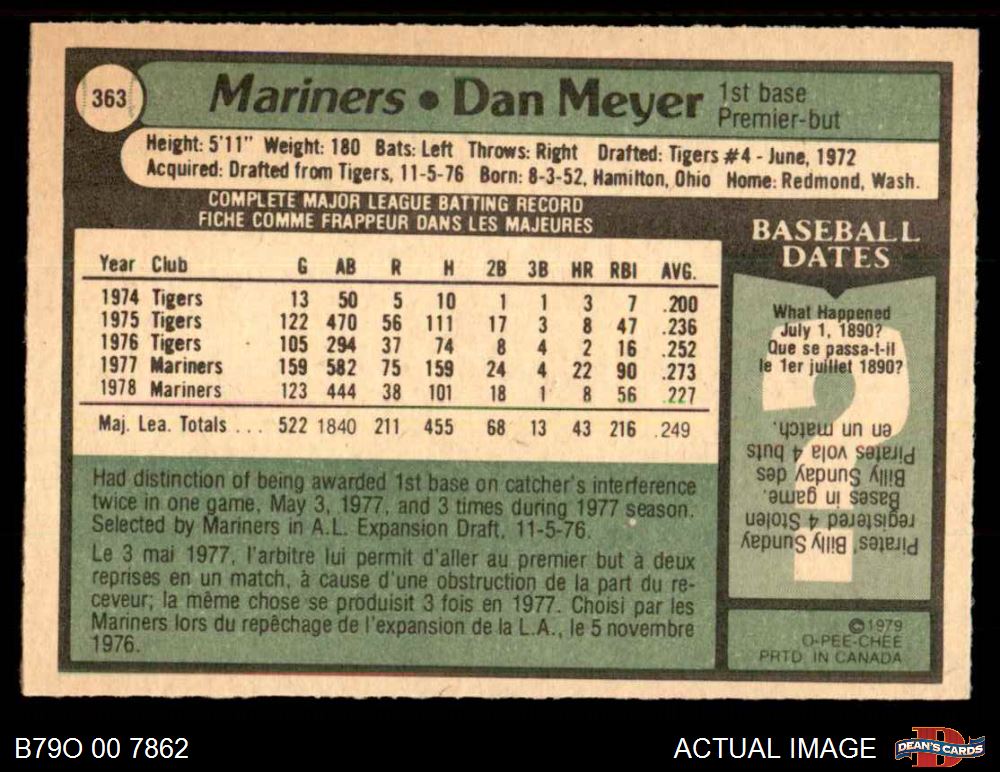 363
Mariners • Dan Meyer 1st base
Premier-but
Height: 5'11" Weight: 180 Bats: Left Throws: Right Drafted: Tigers #4 - June, 1972
Acquired: Drafted from Tigers, 11-5-76 Born: 8-3-52, Hamilton, Ohio Home: Redmond, Wash.
COMPLETE MAJOR LEAGUE BATTING RECORD
FICHE COMME FRAPPEUR DANS LES MAJEURES
Year Club G AB R H 2B 3B HR RBI AVG.
1974 Tigers 13 50 5 10 1 1 3 7 .200
1975 Tigers 122 470 56 111 17 3 8 47 .236
1976 Tigers 105 294 37 74 8 4 2 16 .252
1977 Mariners 159 582 75 159 24 4 22 90 .273
1978 Mariners 123 444 38 101 18 1 8 56 .227
Maj. Lea. Totals ... 522 1840 211 455 68 13 43 216 .249
Had distinction of being awarded 1st base on catcher's interference
twice in one game, May 3, 1977, and 3 times during 1977 season.
Selected by Mariners in A.L. Expansion Draft, 11-5-76.
Le 3 mai 1977, l'arbitre lui permit d'aller au premier but à deux
reprises en un match, à cause d'une obstruction de la part du re-
ceveur; la même chose se produisit 3 fois en 1977. Choisi par les
Mariners lors du repêchage de l'expansion de la L.A., le 5 novembre
1976.
BASEBALL
DATES
What Happened
July 1, 1890?
Que se passa-t-il
le 1er juillet 1890?
Pirates' Billy Sunday
registered 4 Stolen
Bases in game.
Billy Sunday des
Pirates vola 4 buts
en un match.
©1979
O-PEE-CHEE
PRTD. IN CANADA
B79O 00 7862
ACTUAL IMAGE
D
DEAN'S CARDS